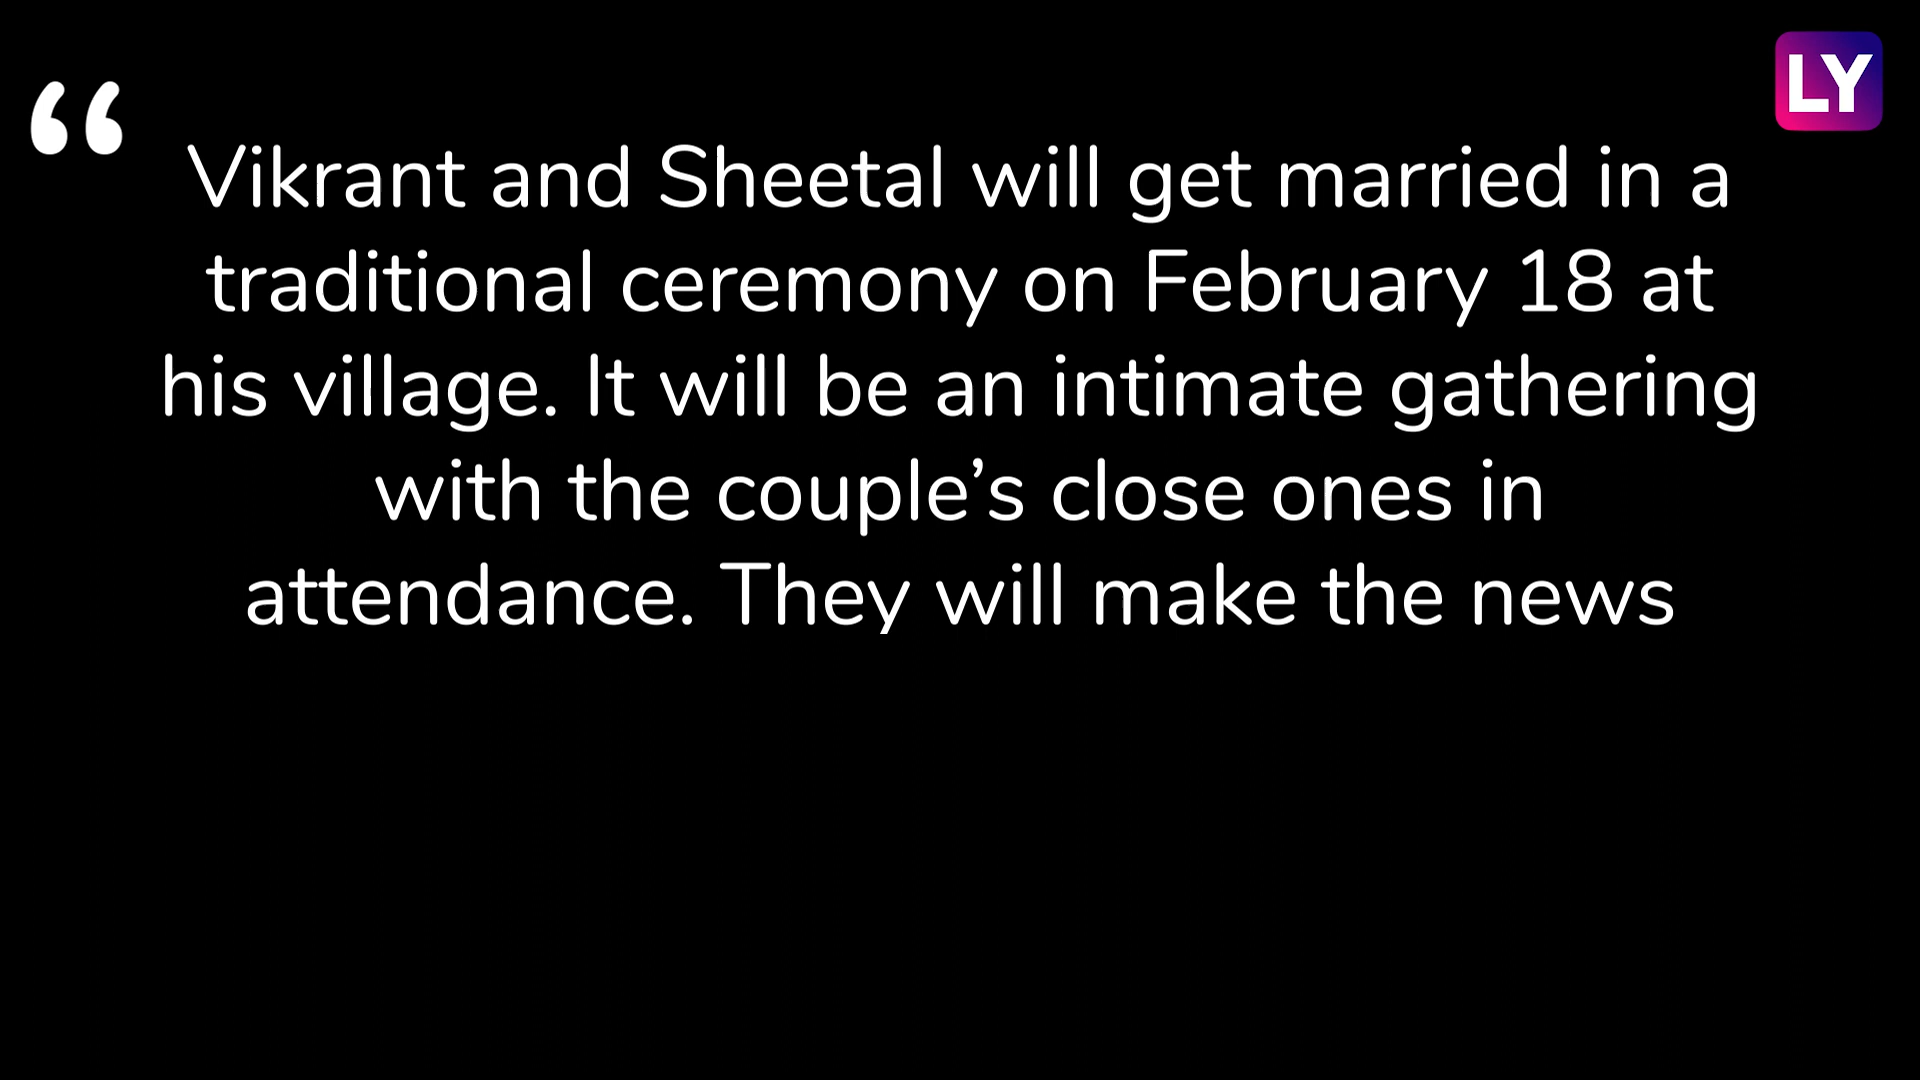 LY
“
Vikrant and Sheetal will get married in a
traditional ceremony on February 18 at
his village. It will be an intimate gathering
with the couple’s close ones in
attendance. They will make the news